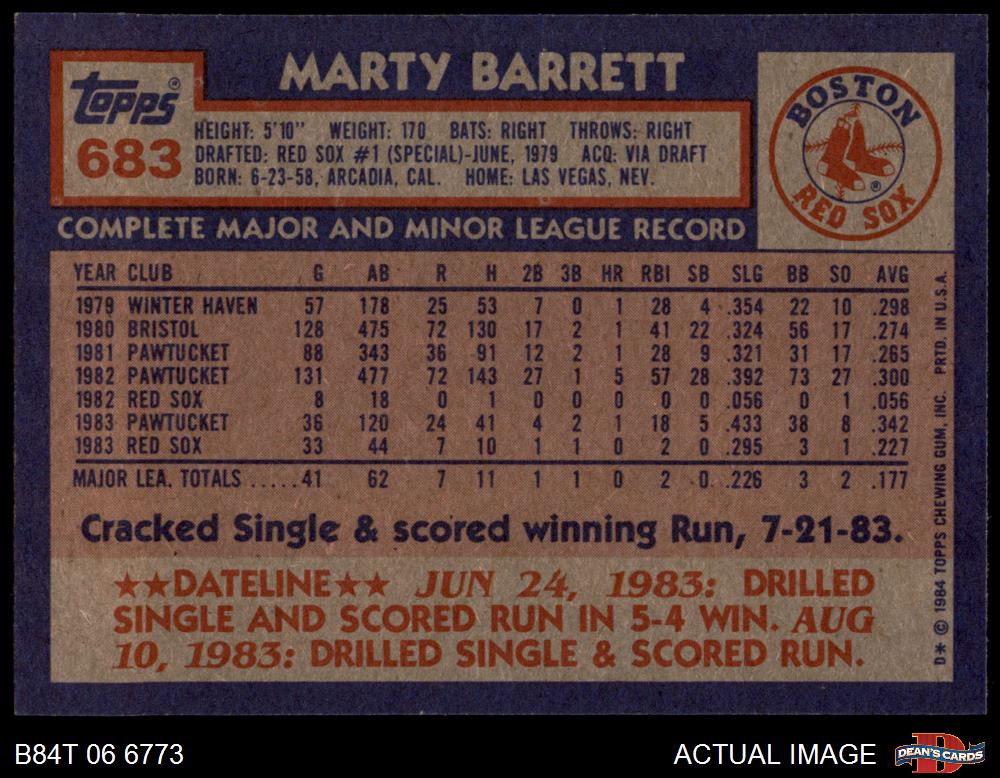 MARTY BARRETT
Topps®
683
HEIGHT: 5'10" WEIGHT: 170 BATS: RIGHT THROWS: RIGHT
DRAFTED: RED SOX #1 (SPECIAL)-JUNE, 1979 ACQ: VIA DRAFT
BORN: 6-23-58, ARCADIA, CAL. HOME: LAS VEGAS, NEV.
BOSTON
RED SOX
®
COMPLETE MAJOR AND MINOR LEAGUE RECORD
YEAR CLUB G AB R H 2B 3B HR RBI SB SLG BB SO AVG
1979 WINTER HAVEN 57 178 25 53 7 0 1 28 4 .354 22 10 .298
1980 BRISTOL 128 475 72 130 17 2 1 41 22 .324 56 17 .274
1981 PAWTUCKET 88 343 36 91 12 2 1 28 9 .321 31 17 .265
1982 PAWTUCKET 131 477 72 143 27 1 5 57 28 .392 73 27 .300
1982 RED SOX 8 18 0 1 0 0 0 0 0 .056 0 1 .056
1983 PAWTUCKET 36 120 24 41 4 2 1 18 5 .433 38 8 .342
1983 RED SOX 33 44 7 10 1 1 0 2 0 .295 3 1 .227
MAJOR LEA. TOTALS .....41 62 7 11 1 1 0 2 0 .226 3 2 .177
Cracked Single & scored winning Run, 7-21-83.
★★DATELINE★★ JUN 24, 1983: DRILLED
SINGLE AND SCORED RUN IN 5-4 WIN. AUG
10, 1983: DRILLED SINGLE & SCORED RUN.
D* © 1984 TOPPS CHEWING GUM, INC. PRTD. IN U.S.A.
B84T 06 6773
ACTUAL IMAGE
DEAN'S CARDS